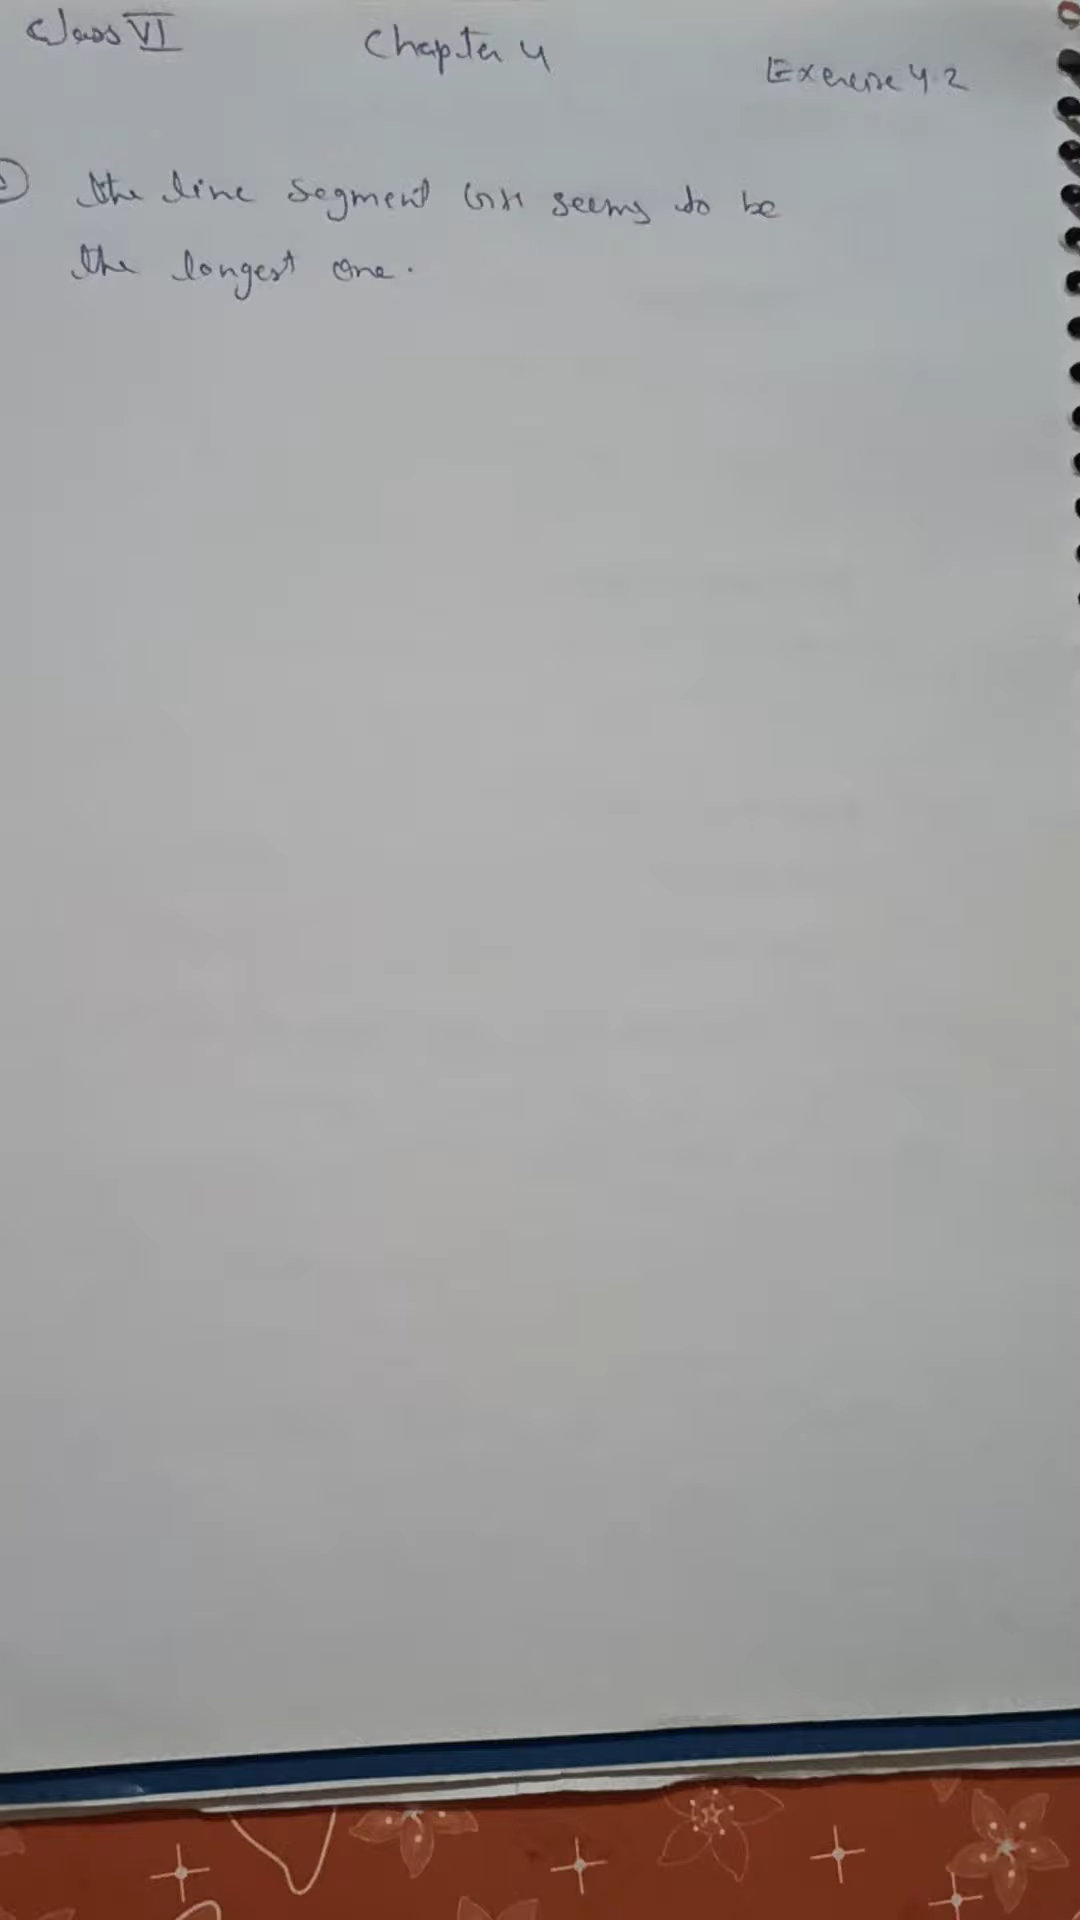 Class VI
Chapter 4
Exercise 4.2
the line segment GH seems to be
the longest one.